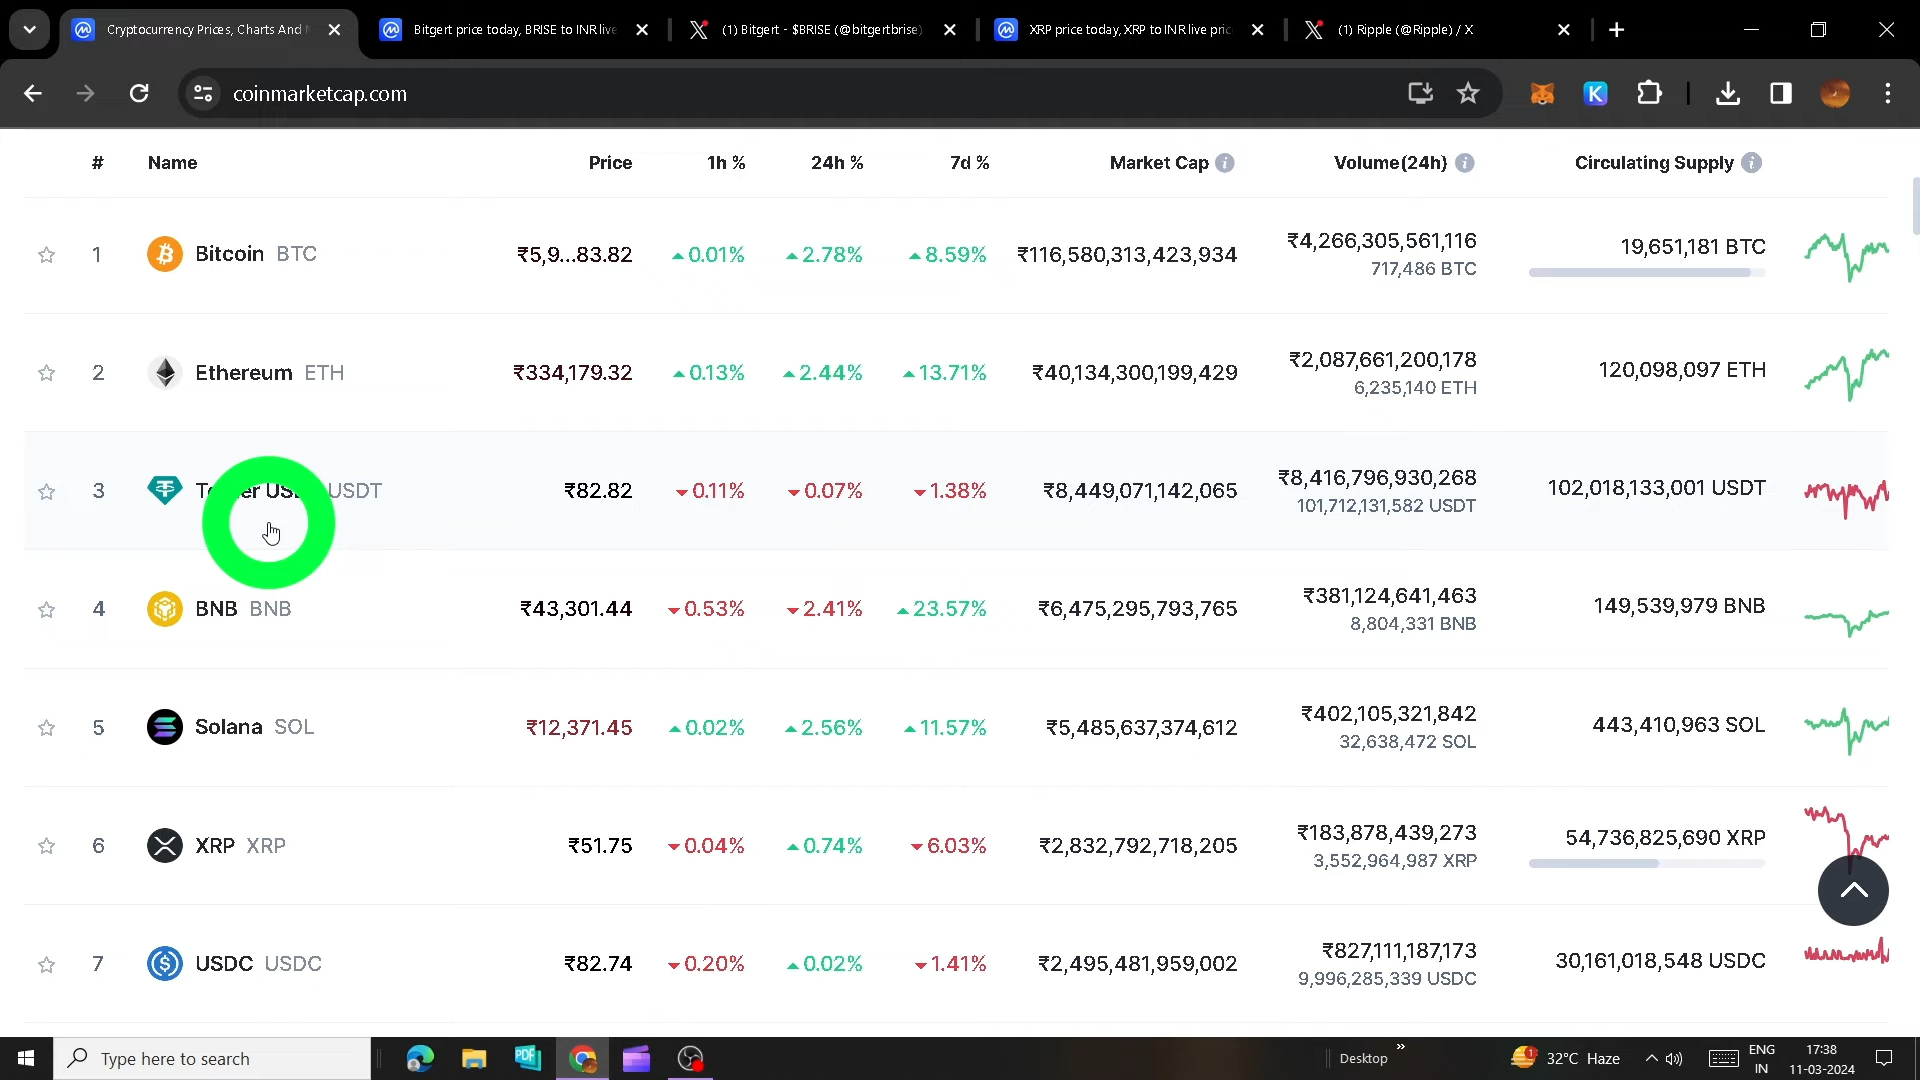 Cryptocurrency Prices, Charts And
Bitgert price today, BRISE to INR live
(1) Bitgert - $BRISE (@bitgertbrise)
XRP price today, XRP to INR live pric
(1) Ripple (@Ripple) / X
coinmarketcap.com
K
# Name Price 1h % 24h % 7d % Market Cap Volume(24h) Circulating Supply
1 Bitcoin BTC ₹5,9...83.82 0.01% 2.78% 8.59% ₹116,580,313,423,934 ₹4,266,305,561,116 19,651,181 BTC
717,486 BTC
2 Ethereum ETH ₹334,179.32 0.13% 2.44% 13.71% ₹40,134,300,199,429 ₹2,087,661,200,178 120,098,097 ETH
6,235,140 ETH
3 USDT ₹82.82 0.11% 0.07% 1.38% ₹8,449,071,142,065 ₹8,416,796,930,268 102,018,133,001 USDT
101,712,131,582 USDT
4 BNB BNB ₹43,301.44 0.53% 2.41% 23.57% ₹6,475,295,793,765 ₹381,124,641,463 149,539,979 BNB
8,804,331 BNB
5 Solana SOL ₹12,371.45 0.02% 2.56% 11.57% ₹5,485,637,374,612 ₹402,105,321,842 443,410,963 SOL
32,638,472 SOL
6 XRP XRP ₹51.75 0.04% 0.74% 6.03% ₹2,832,792,718,205 ₹183,878,439,273 54,736,825,690 XRP
3,552,964,987 XRP
7 USDC USDC ₹82.74 0.20% 0.02% 1.41% ₹2,495,481,959,002 ₹827,111,187,173 30,161,018,548 USDC
9,996,285,339 USDC
Type here to search
PDF
Desktop
1
32°C Haze
ENG
IN
17:38
11-03-2024